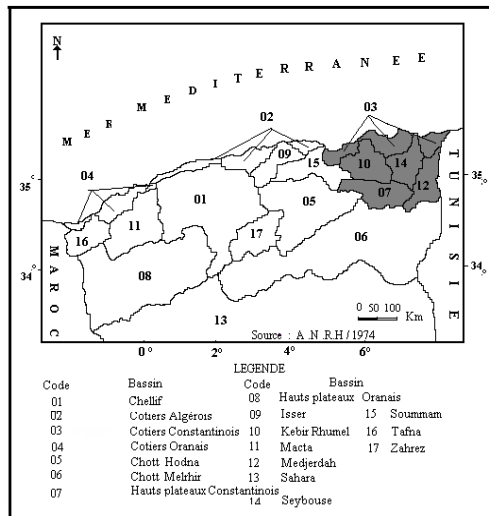 N
MER MEDITERRANEE
02
03
04
09
15
10
14
12
07
35°
35°
01
05
16
11
17
06
08
34°
34°
13
MAROC
TUNISIE
0 50 100
Km
Source : A .N .R.H / 1974
0° 2° 4° 6°
LEGENDE
Code Bassin Code Bassin
01 Chellif 08 Hauts plateaux Oranais
02 Cotiers Algérois 09 Isser 15 Soummam
03 Cotiers Constantinois 10 Kebir Rhumel 16 Tafna
04 Cotiers Oranais 11 Macta 17 Zahrez
05 Chott Hodna 12 Medjerdah
06 Chott Melrhir 13 Sahara
07 Hauts plateaux Constantinois
14 Seybouse